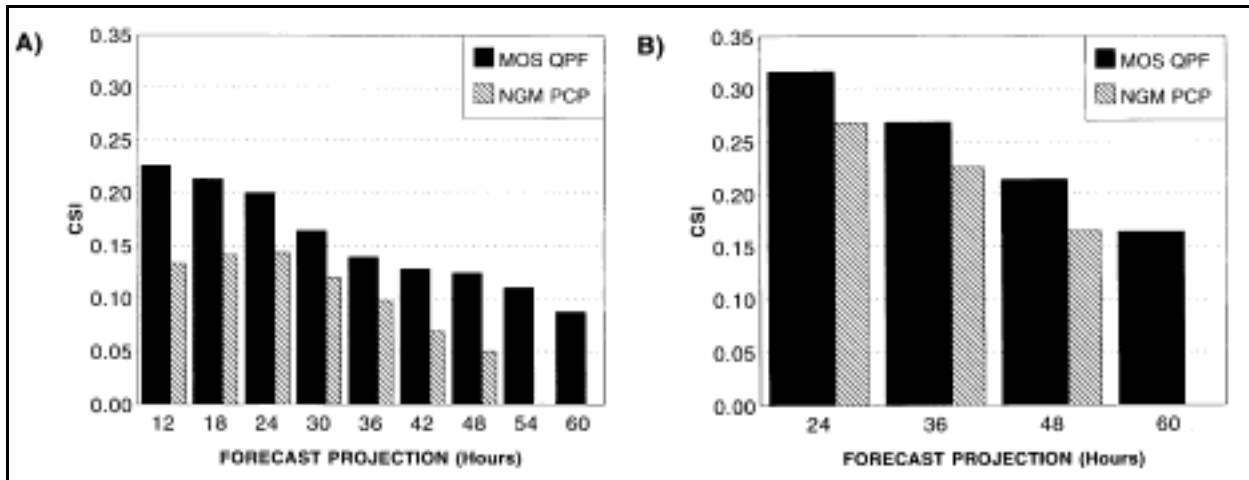 A)
0.35
0.30
0.25
0.20
0.15
0.10
0.05
0.00
CSI
MOS QPF
NGM PCP
12 18 24 30 36 42 48 54 60
FORECAST PROJECTION (Hours)
B)
0.35
0.30
0.25
0.20
0.15
0.10
0.05
0.00
CSI
MOS QPF
NGM PCP
24 36 48 60
FORECAST PROJECTION (Hours)